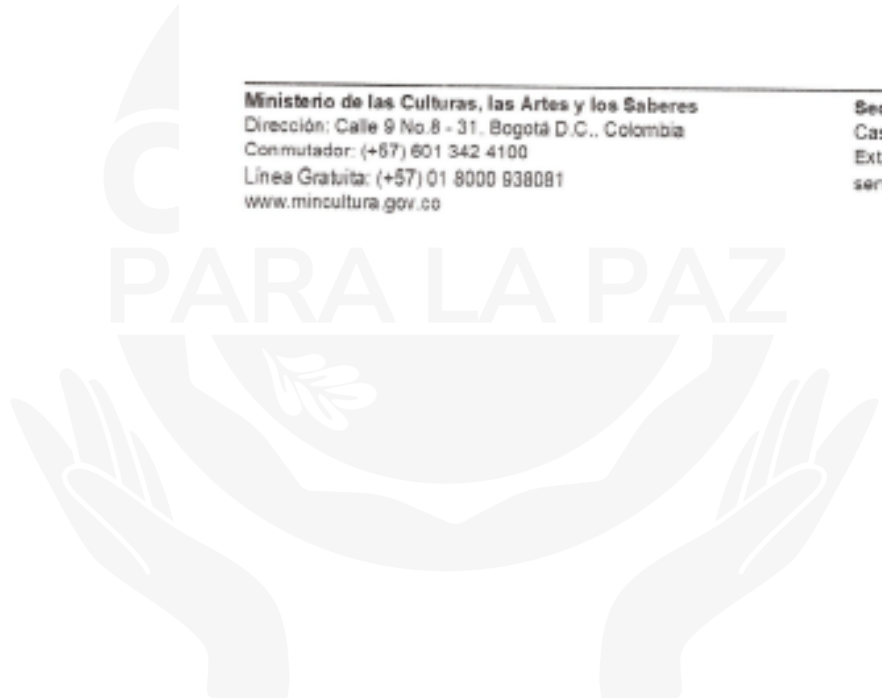 Ministerio de las Culturas, las Artes y los Saberes
Dirección: Calle 9 No.8 - 31. Bogotá D.C., Colombia
Conmutador: (+57) 601 342 4100
Línea Gratuita: (+57) 01 8000 938081
www.mincultura.gov.co
Ext
PARA LA PAZ